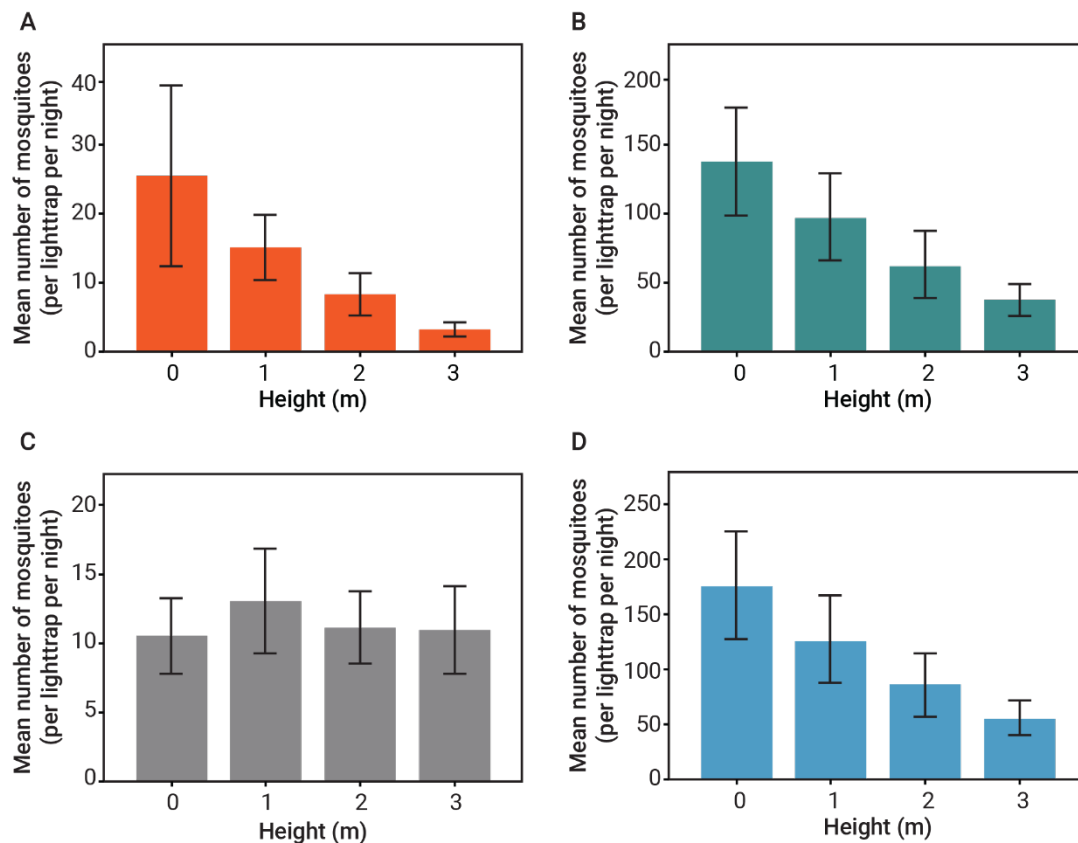 A
Mean number of mosquitoes
(per lighttrap per night)
40
30
20
10
0
0 1 2 3
Height (m)
B
Mean number of mosquitoes
(per lighttrap per night)
200
150
100
50
0
0 1 2 3
Height (m)
C
Mean number of mosquitoes
(per lighttrap per night)
20
15
10
5
0
0 1 2 3
Height (m)
D
Mean number of mosquitoes
(per lighttrap per night)
250
200
150
100
50
0
0 1 2 3
Height (m)